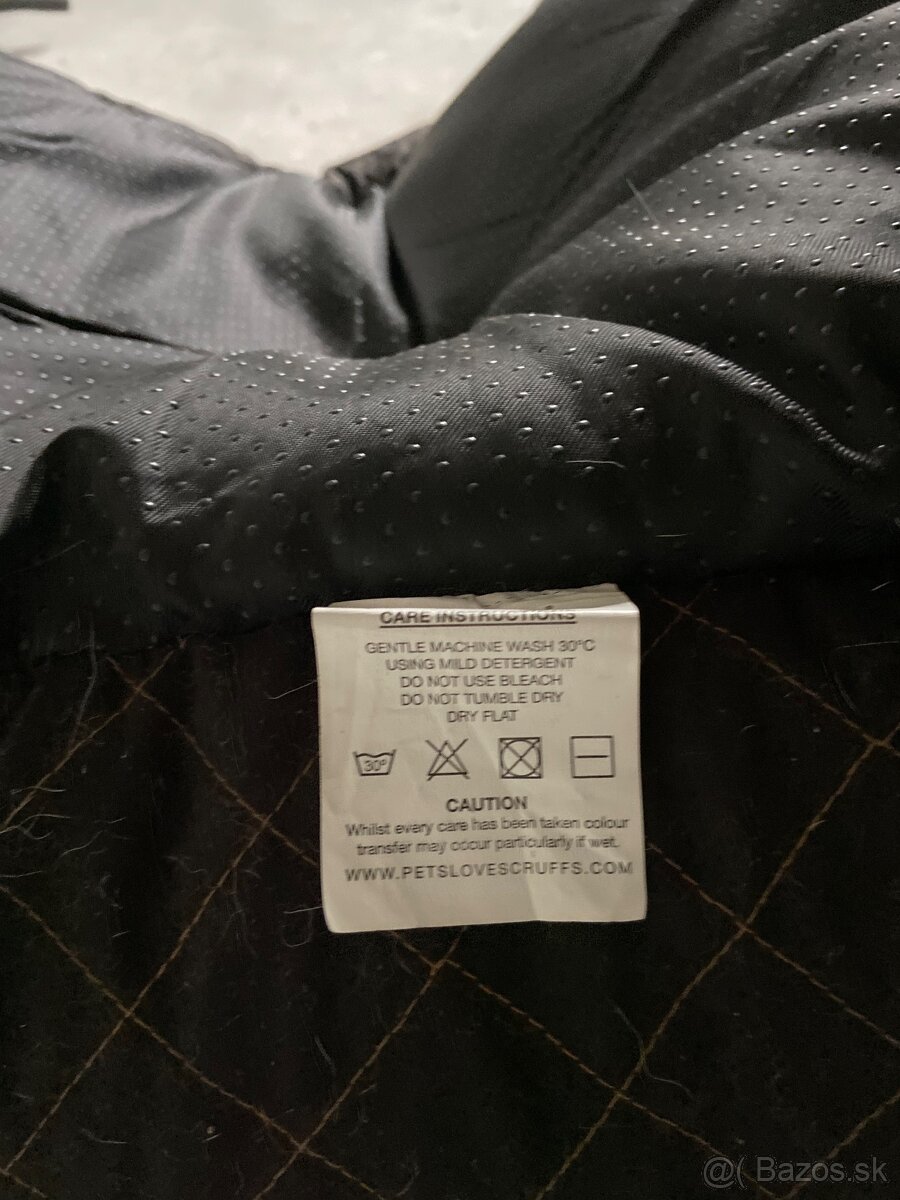 CARE INSTRUCTIONS
GENTLE MACHINE WASH 30°C
USING MILD DETERGENT
DO NOT USE BLEACH
DO NOT TUMBLE DRY
DRY FLAT
30°
CAUTION
Whilst every care has been taken colour
transfer may occur particularly if wet.
WWW.PETSLOVESCRUFFS.COM
@( Bazos.sk